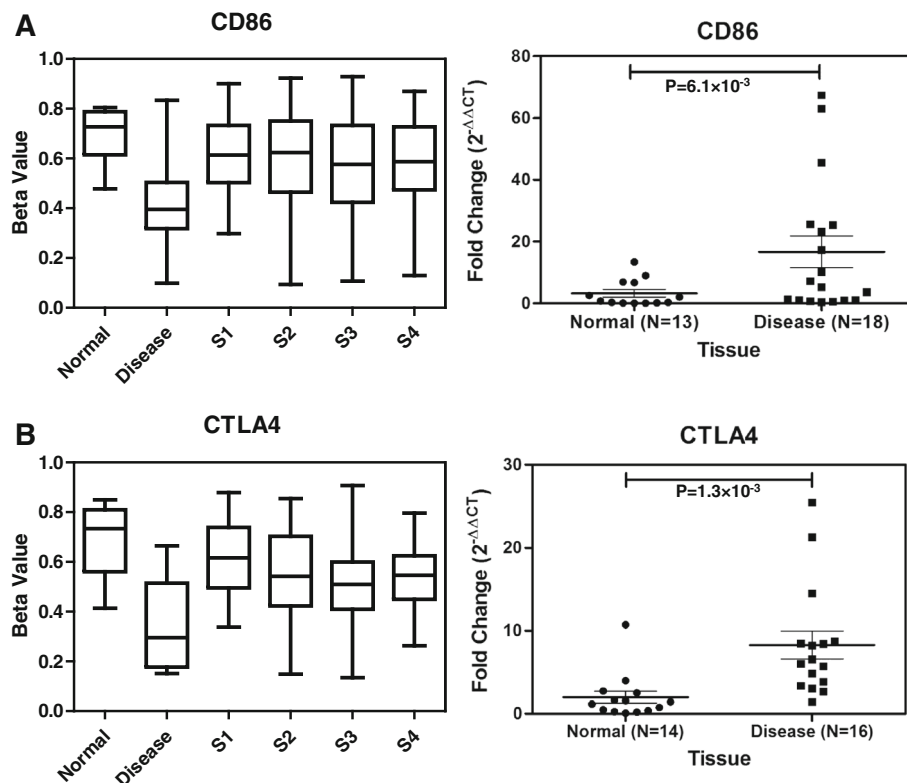 A
CD86
Beta Value
1.0
0.8
0.6
0.4
0.2
0.0
Normal
Disease
S1
S2
S3
S4
CD86
Fold Change (2^-ΔΔCT)
80
60
40
20
0
P=6.1×10^-3
Normal (N=13)
Disease (N=18)
Tissue
B
CTLA4
Beta Value
1.0
0.8
0.6
0.4
0.2
0.0
Normal
Disease
S1
S2
S3
S4
CTLA4
Fold Change (2^-ΔΔCT)
30
20
10
0
P=1.3×10^-3
Normal (N=14)
Disease (N=16)
Tissue